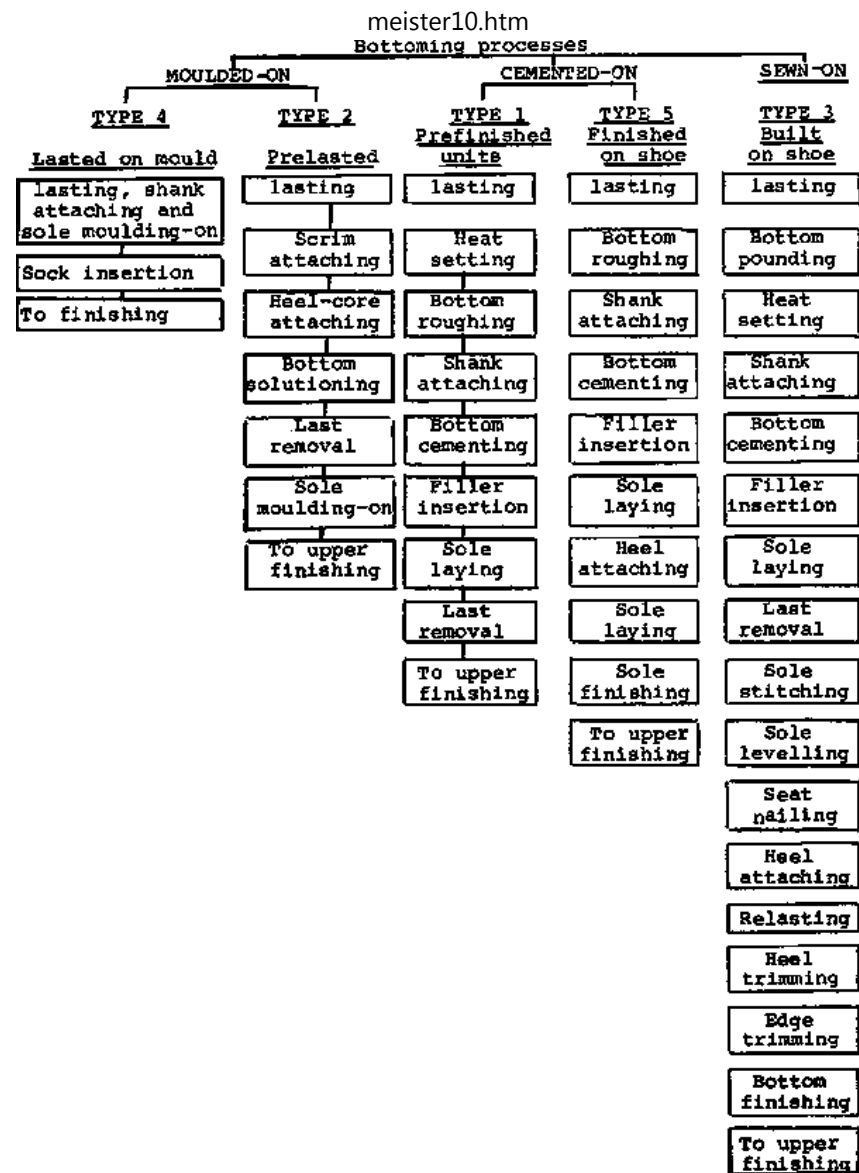 meister10.htm
Bottoming processes
MOULDED-ON
CEMENTED-ON
SEWN-ON
TYPE 4
Lasted on mould
lasting, shank
attaching and
sole moulding-on
Sock insertion
To finishing
TYPE 2
Prelasted
lasting
Scrim
attaching
Heel-core
attaching
Bottom
solutioning
Last
removal
Sole
moulding-on
To upper
finishing
TYPE 1
Prefinished
units
lasting
Heat
setting
Bottom
roughing
Shank
attaching
Bottom
cementing
Filler
insertion
Sole
laying
Last
removal
To upper
finishing
TYPE 5
Finished
on shoe
lasting
Bottom
roughing
Shank
attaching
Bottom
cementing
Filler
insertion
Sole
laying
Heel
attaching
Sole
laying
Sole
finishing
To upper
finishing
TYPE 3
Built
on shoe
lasting
Bottom
pounding
Heat
setting
Shank
attaching
Bottom
cementing
Filler
insertion
Sole
laying
Last
removal
Sole
stitching
Sole
levelling
Seat
nailing
Heel
attaching
Relasting
Heel
trimming
Edge
trimming
Bottom
finishing
To upper
finishing